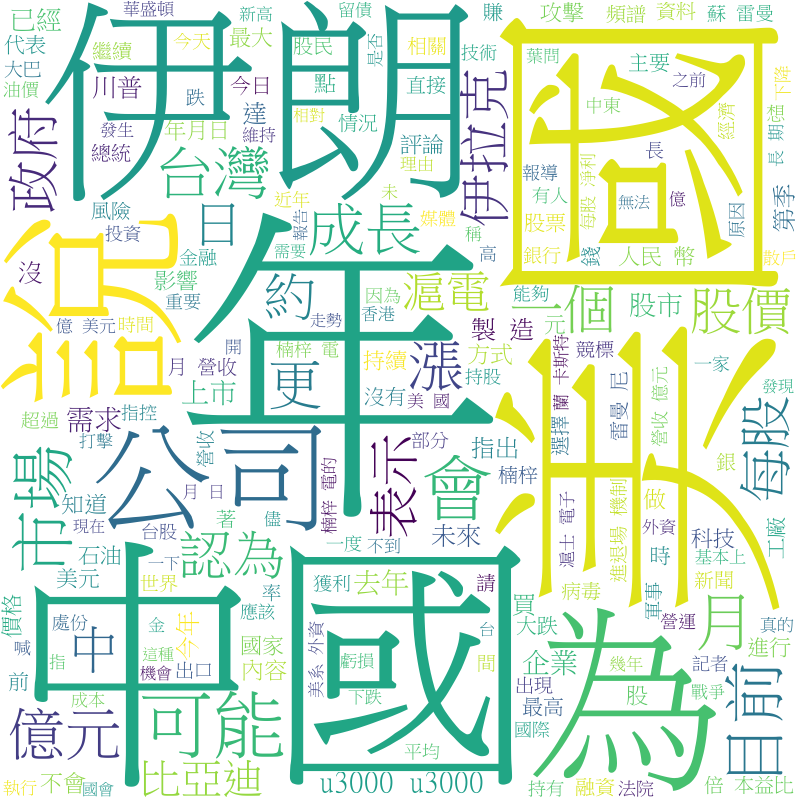 伊朗
美國
年
中國
說
為
公司
可能
成長
台灣
政府
伊拉克
市場
認為
億元
表示
會
月
目前
每股
股價
一個
滬電
漲
約
更
日
中
比亞迪
企業
需求
上市
製 造
股市
指出
未來
去年
國家
內容
不會
已經
代表
大巴
油價
華盛頓
新高
繼續
今天
最大
川普
今日
跌
達
發生
年月日
維持
總統
風險
投資
沒
影響
金融
重要
億 美元
時間
留債
賺
股民
是否
相關
技術
點
直接
相對
情況
評論
理由
近年
報告
未
媒體
需要
稱
高
因為
香港
走勢
開
月 營收
楠梓 電
持續
方式
沒有
美 國
持股
能夠
元
攻擊
頻譜
資料
蘇
雷曼
葉問
主要
之前
中東
經濟
下降
長 期
長
報導
每股 淨利
有人
無法
億
原因
第季
股票
銀行
錢
人民 幣
散戶
競標
蘭 卡斯特
一家
選擇
雷曼 尼
營收 億元
發現
銀
做
滬士 電子
進退場 機制
外資
科技
時
基本上
工廠
病毒
軍事
新聞
買
大跌
營運
真的
進行
出現
最高
股
幾年
記者
戰爭
國際
持有
融資
法院
倍
本益比
超過
指控
打擊
營收
月 日
知道
現在
台股
著
儘
楠梓 電的
部分
一度
不到
石油
一下
美元
世界
率
應該
獲利
請
價格
喊
處份
金
這種
今年
台
問
前
指
機會
出口
美系 外資
虧損
下跌
成本
平均
執行
國會
u3000 u3000